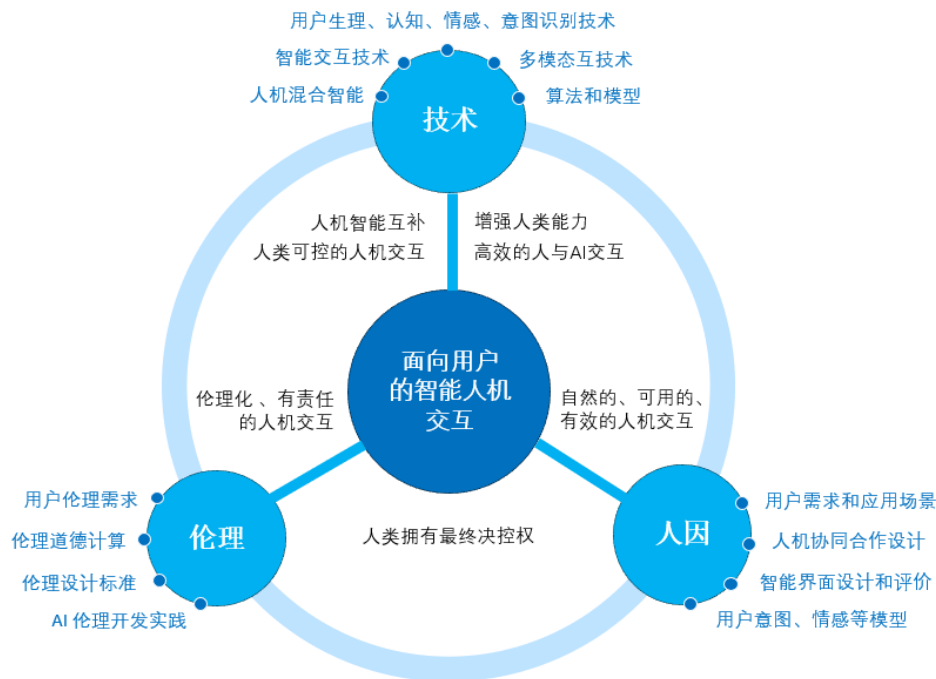 用户生理、认知、情感、意图识别技术
智能交互技术
多模态互技术
人机混合智能
算法和模型
技术
人机智能互补
人类可控的人机交互
增强人类能力
高效的人与AI交互
面向用户
的智能人机
交互
伦理化 、有责任
的人机交互
自然的、可用的、
有效的人机交互
人类拥有最终决控权
伦理
用户伦理需求
伦理道德计算
伦理设计标准
AI 伦理开发实践
人因
用户需求和应用场景
人机协同合作设计
智能界面设计和评价
用户意图、情感等模型